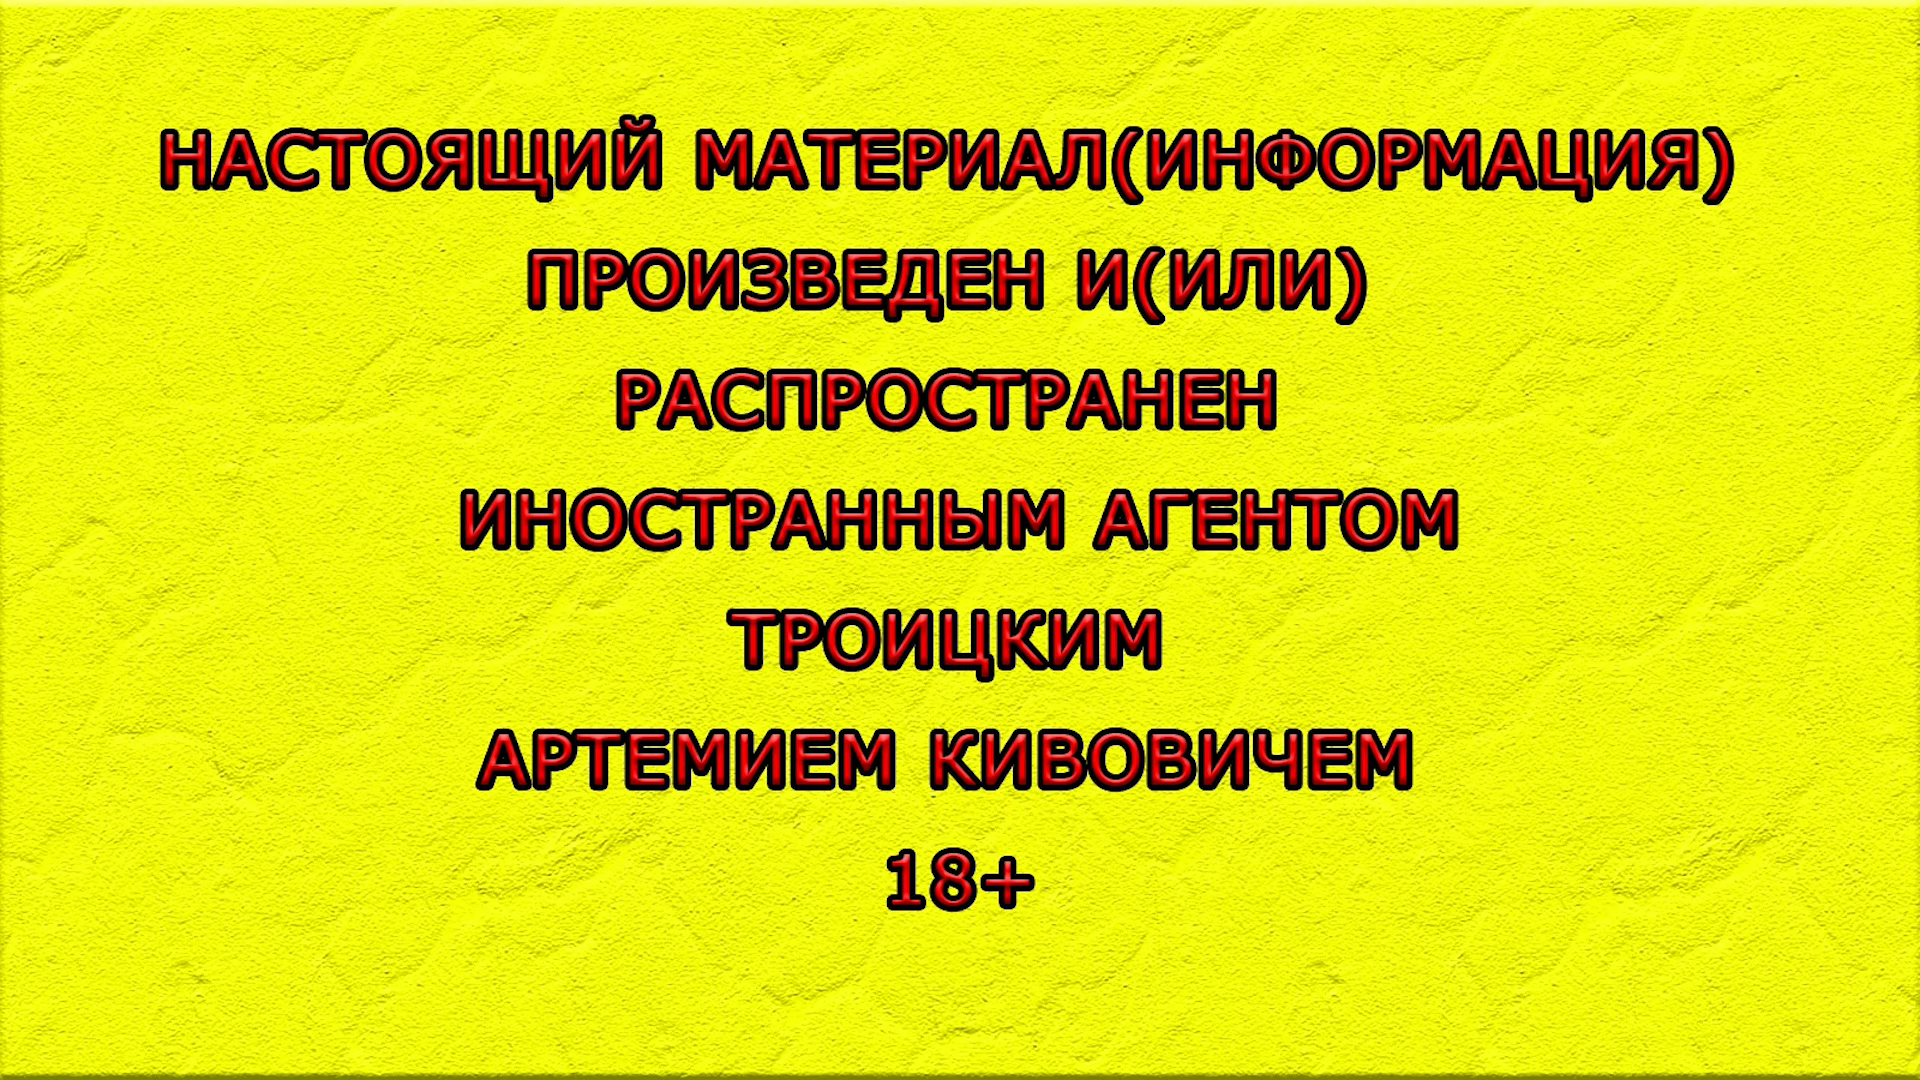 НАСТОЯЩИЙ МАТЕРИАЛ(ИНФОРМАЦИЯ)
ПРОИЗВЕДЕН И(ИЛИ)
РАСПРОСТРАНЕН
ИНОСТРАННЫМ АГЕНТОМ
ТРОИЦКИМ
АРТЕМИЕМ КИВОВИЧЕМ
18+